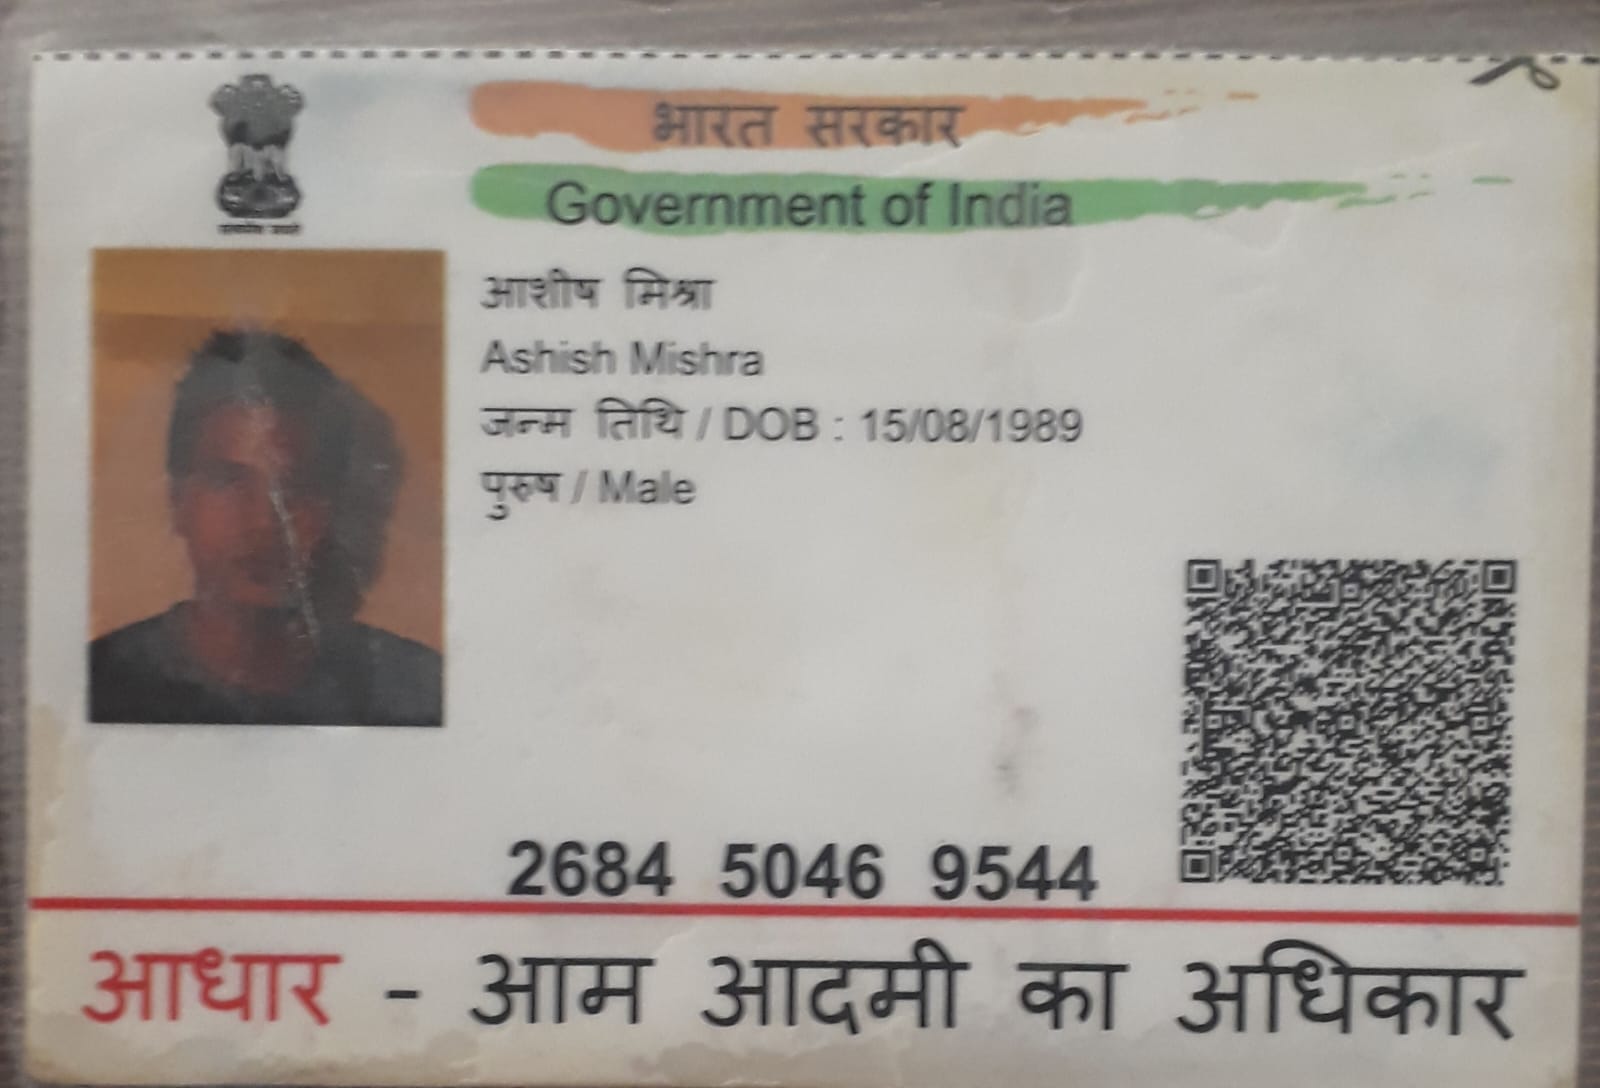 भारत सरकार
Government of India
आशीष मिश्रा
Ashish Mishra
जन्म तिथि / DOB : 15/08/1989
पुरुष / Male
2684 5046 9544
आधार - आम आदमी का अधिकार